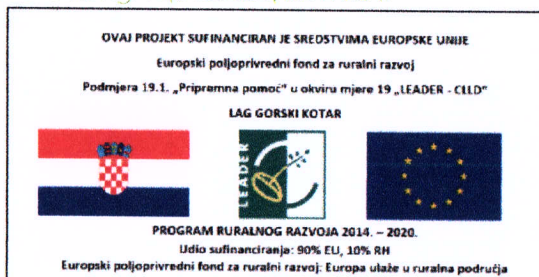 OVAJ PROJEKT SUFINANCIRAN JE SREDSTVIMA EUROPSKE UNIJE
Europski poljoprivredni fond za ruralni razvoj
Podmjera 19.1. „Pripremna pomoć" u okviru mjere 19 „LEADER - CLLD"
LAG GORSKI KOTAR
LEADER
PROGRAM RURALNOG RAZVOJA 2014. – 2020.
Udio sufinanciranja: 90% EU, 10% RH
Europski poljoprivredni fond za ruralni razvoj: Europa ulaže u ruralna područja